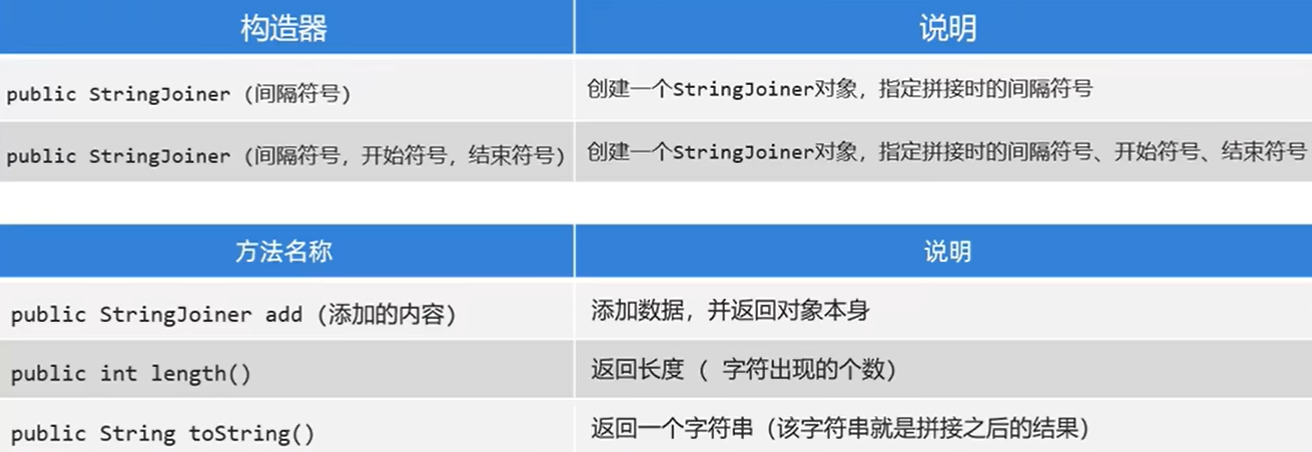 构造器 说明
public StringJoiner (间隔符号) 创建一个StringJoiner对象，指定拼接时的间隔符号
public StringJoiner (间隔符号，开始符号，结束符号) 创建一个StringJoiner对象，指定拼接时的间隔符号、开始符号、结束符号
方法名称 说明
public StringJoiner add (添加的内容) 添加数据，并返回对象本身
public int length() 返回长度 ( 字符出现的个数)
public String toString() 返回一个字符串（该字符串就是拼接之后的结果）